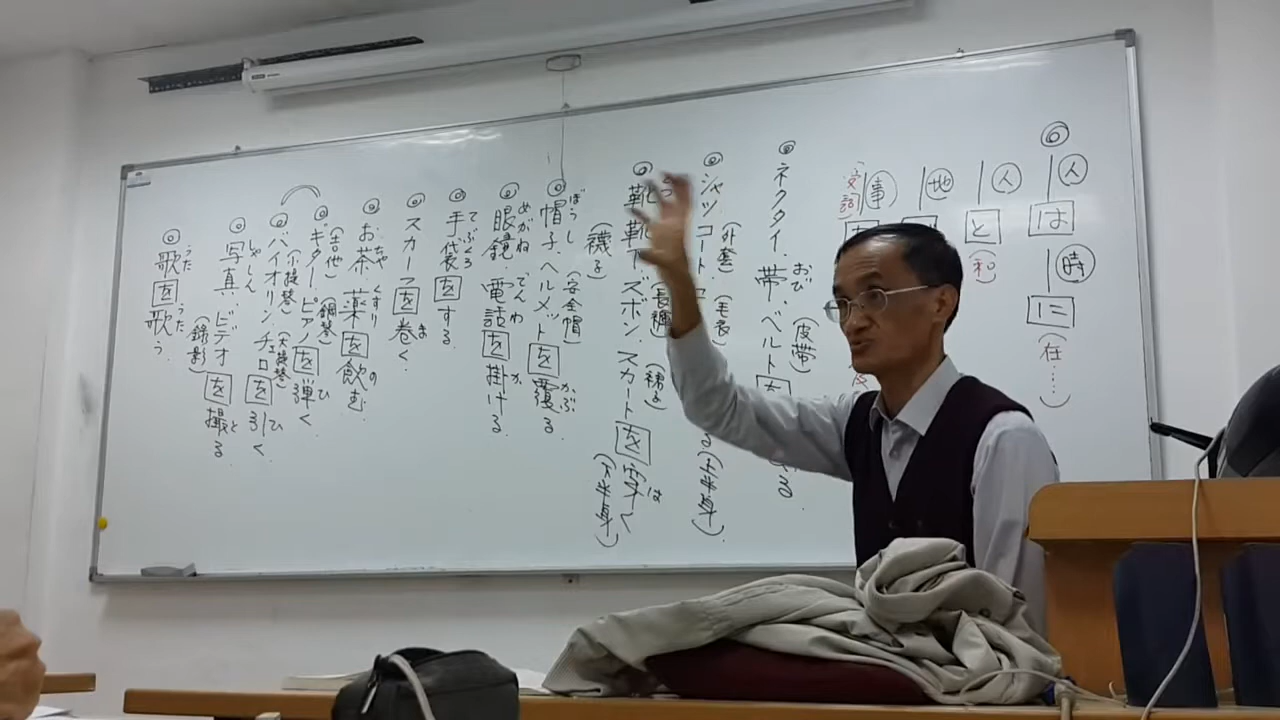 ⑥
人は
時に
(在……)
人と
(和)
地
事
受詞
◎ネクタイ、帯、ベルト
おび
(皮帯)
◎シャツ、コート、
(外套)
(毛衣)
(上半身)
◎靴、靴下、ズボン、スカートを穿く
は
(襪子)
(長褲)
(裙子)
(下半身)
◎帽子、ヘルメットを覆る
ぼうし
かぶ
(安全帽)
◎眼鏡、電話を掛ける
めがね
でんわ
か
◎手袋をする
てぶくろ
◎スカーフを巻く
ま
◎お茶、薬を飲む
ちゃ
くすり
の
◎ギター、ピアノを弾く
ひ
(吉他)
(鋼琴)
◎バイオリン、チェロを引く
ひ
(小提琴)
(大提琴)
◎写真、ビデオを撮る
しゃしん
と
(錄影)
◎歌を歌う
うた
うた